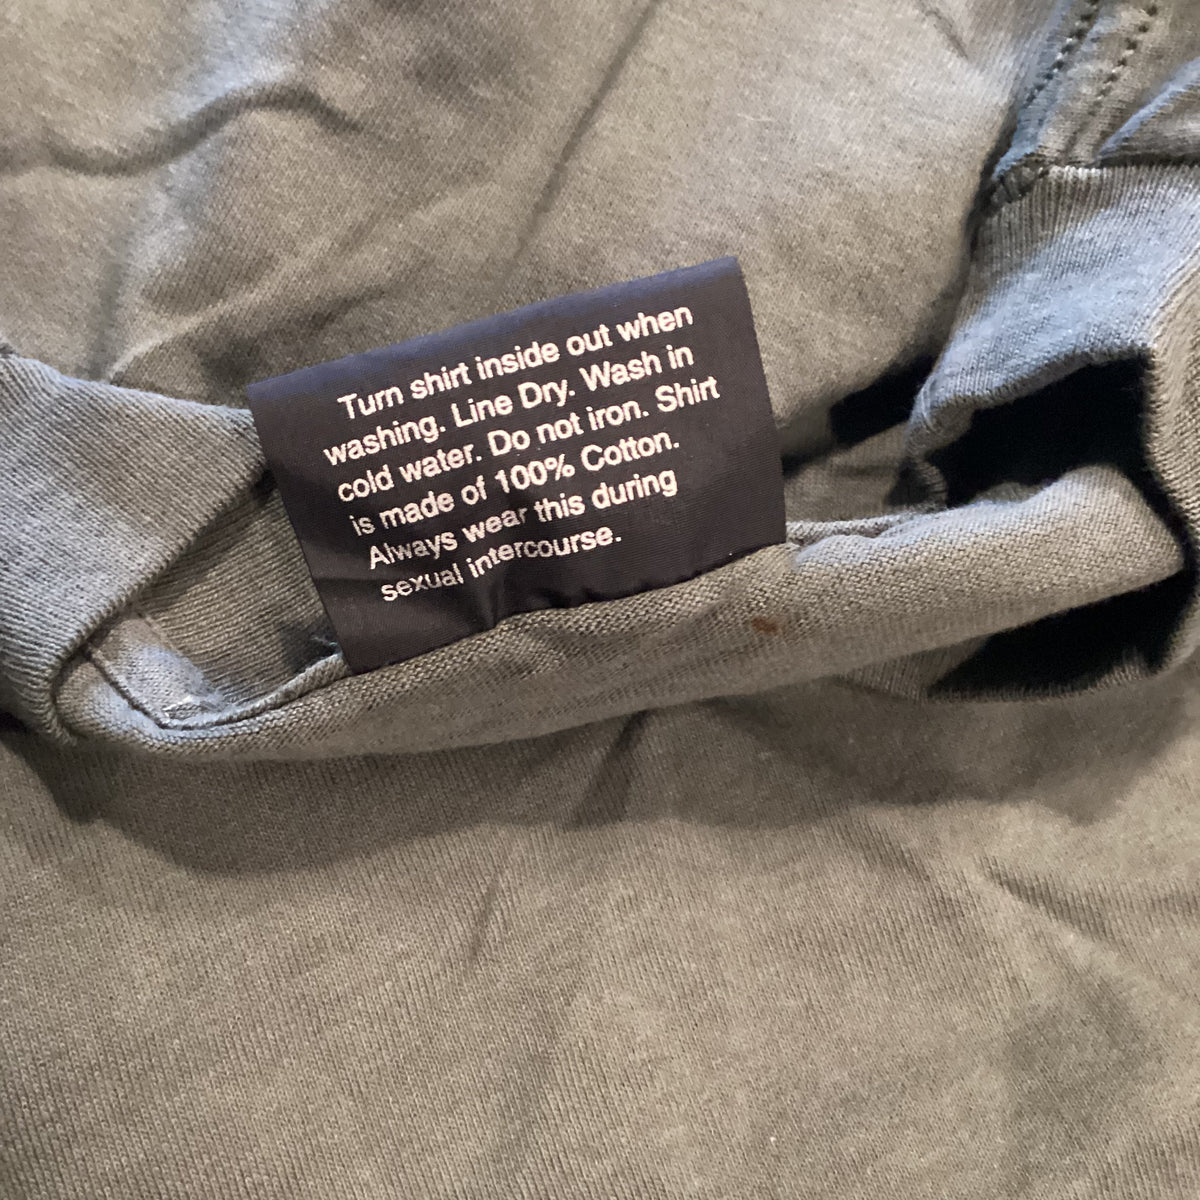 Turn shirt inside out when
washing. Line Dry. Wash in
cold water. Do not iron. Shirt
is made of 100% Cotton.
Always wear this during
sexual intercourse.